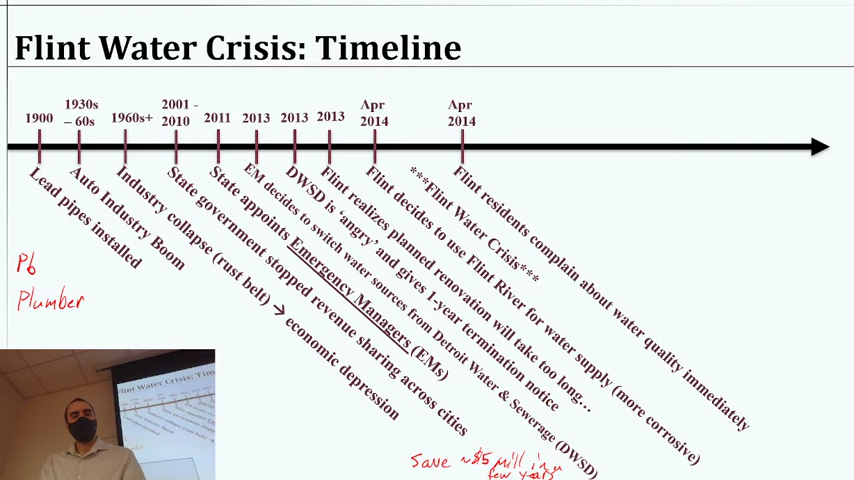 Flint Water Crisis: Timeline
1900
1930s
– 60s
1960s+
2001 -
2010
2011
2013
2013
2013
Apr
2014
Apr
2014
Lead pipes installed
Auto Industry Boom
Industry collapse (rust belt) → economic depression
State government stopped revenue sharing across cities
State appoints Emergency Managers (EMs)
EM decides to switch water sources from Detroit Water & Sewerage (DWSD)
DWSD is ‘angry’ and gives 1-year termination notice
Flint realizes planned renovation will take too long…
Flint decides to use Flint River for water supply (more corrosive)
***Flint Water Crisis***
Flint residents complain about water quality immediately
Pb
Plumber
Save ~$5 mill in a
few years
Flint Water Crisis: Tim